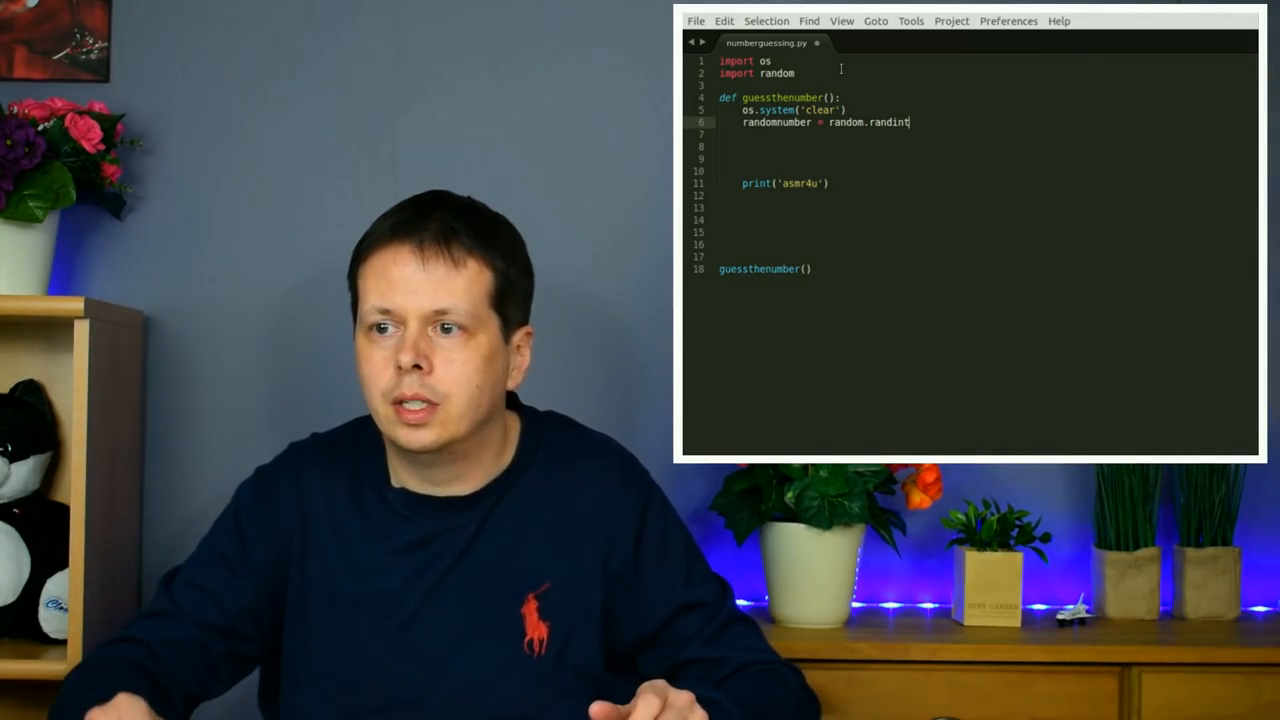 File Edit Selection Find View Goto Tools Project Preferences Help
numberguessing.py
1 import os
2 import random
3
4 def guessthenumber():
5 os.system('clear')
6 randomnumber = random.randint
7
8
9
10
11 print('asmr4u')
12
13
14
15
16
17
18 guessthenumber()
HERB GARDEN